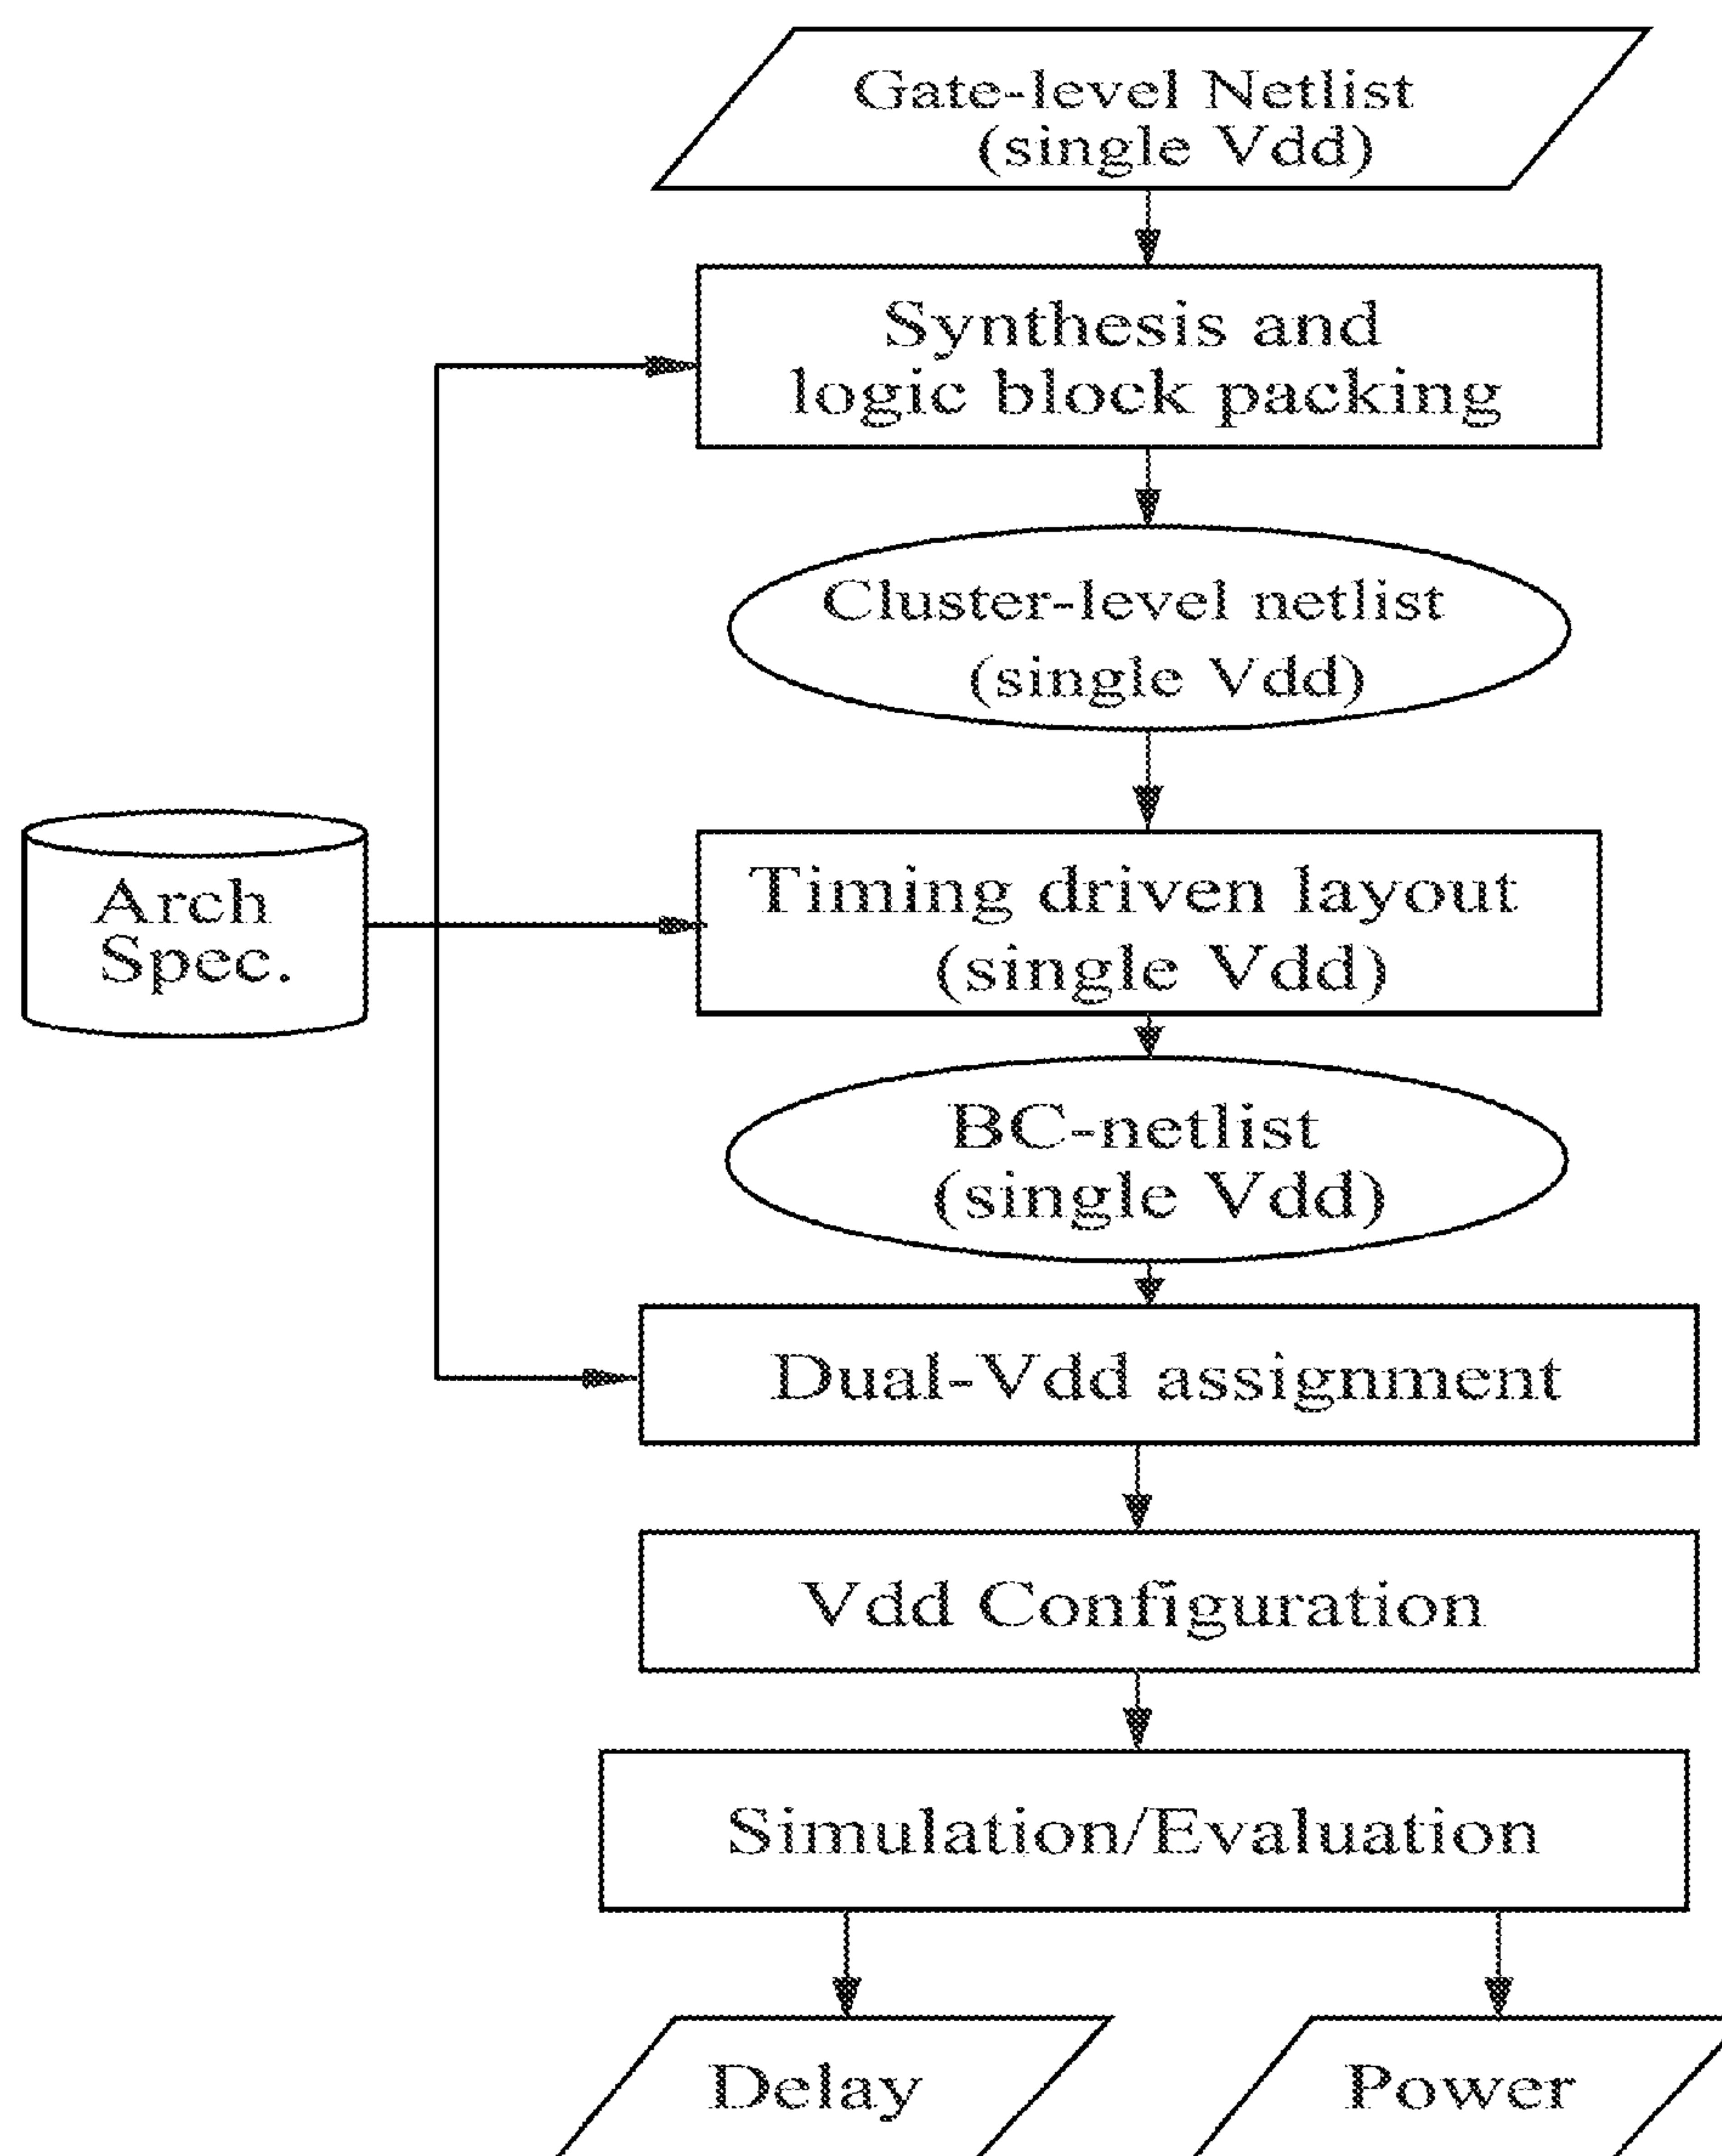 Gate-level Netlist
(single Vdd)
Synthesis and
logic block packing
Cluster-level netlist
(single Vdd)
Arch
Spec.
Timing driven layout
(single Vdd)
BC-netlist
(single Vdd)
Dual-Vdd assignment
Vdd Configuration
Simulation/Evaluation
Delay
Power